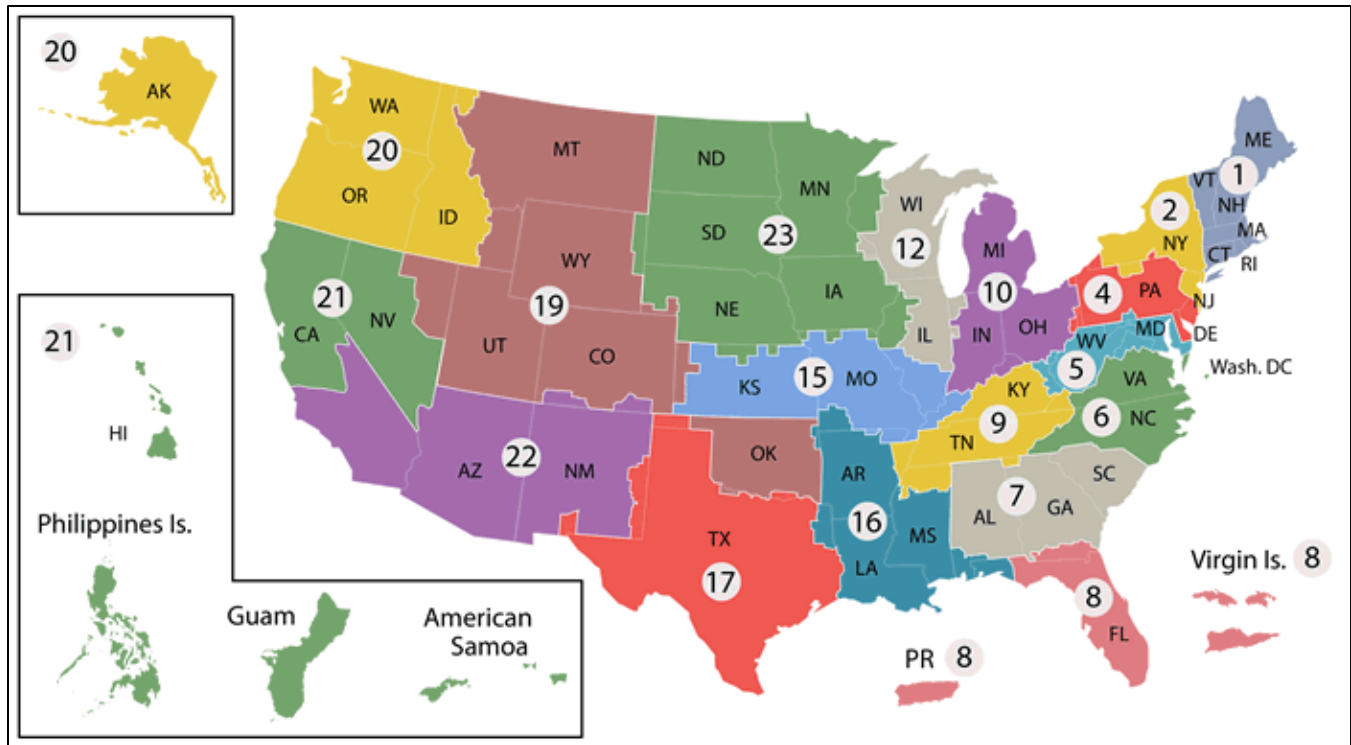 20
AK
WA
20
OR
ID
MT
WY
19
UT
CO
ND
MN
SD
23
NE
IA
WI
12
IL
MI
10
IN
OH
ME
VT
1
NH
MA
CT
RI
2
NY
4
PA
NJ
DE
MD
WV
5
Wash. DC
VA
6
NC
KY
9
TN
KS
15
MO
21
CA
NV
21
HI
AZ
22
NM
OK
AR
16
MS
LA
SC
7
AL
GA
TX
17
Philippines Is.
Guam
American
Samoa
8
FL
PR 8
Virgin Is. 8